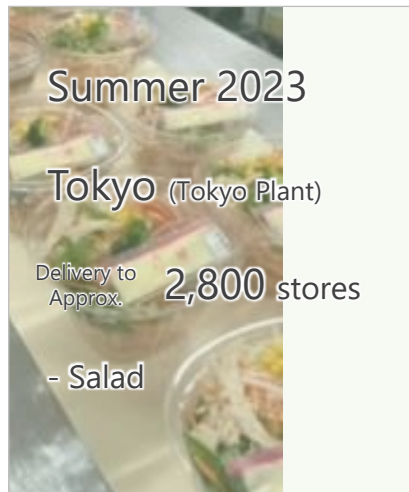 Summer 2023
Tokyo (Tokyo Plant)
Delivery to
Approx. 2,800 stores
- Salad